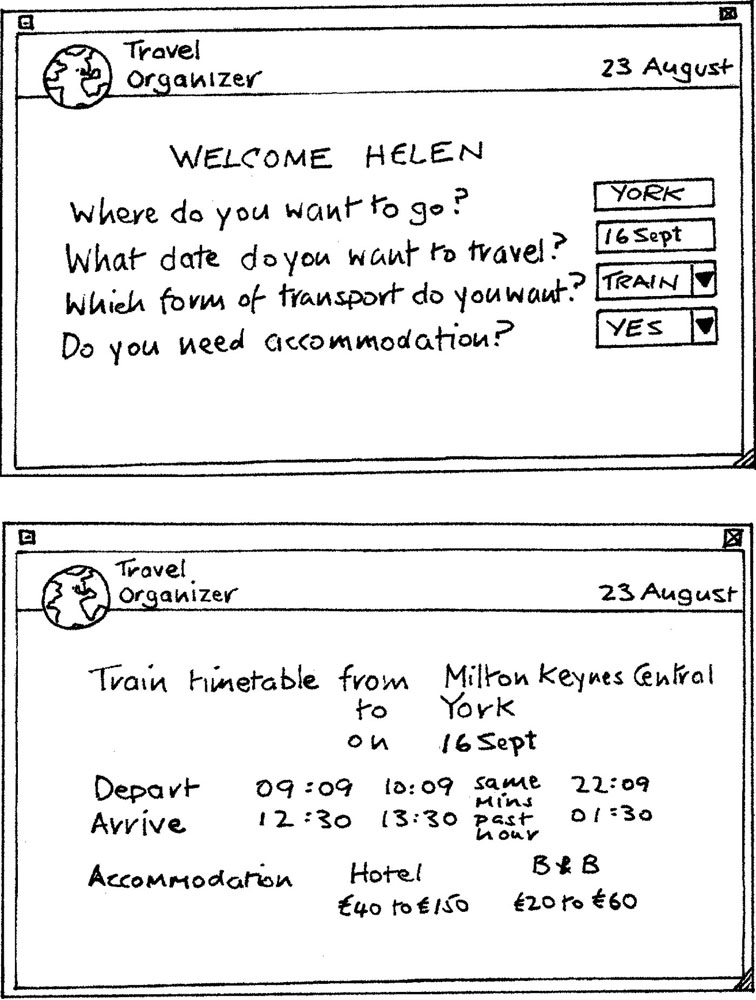 Travel
Organizer
23 August
WELCOME HELEN
Where do you want to go? YORK
What date do you want to travel? 16 Sept
Which form of transport do you want? TRAIN
Do you need accommodation? YES
Travel
Organizer
23 August
Train timetable from Milton Keynes Central
to York
on 16 Sept
Depart 09:09 10:09 same mins past hour 22:09
Arrive 12:30 13:30 01:30
Accommodation Hotel B & B
€40 to €150 €20 to €60